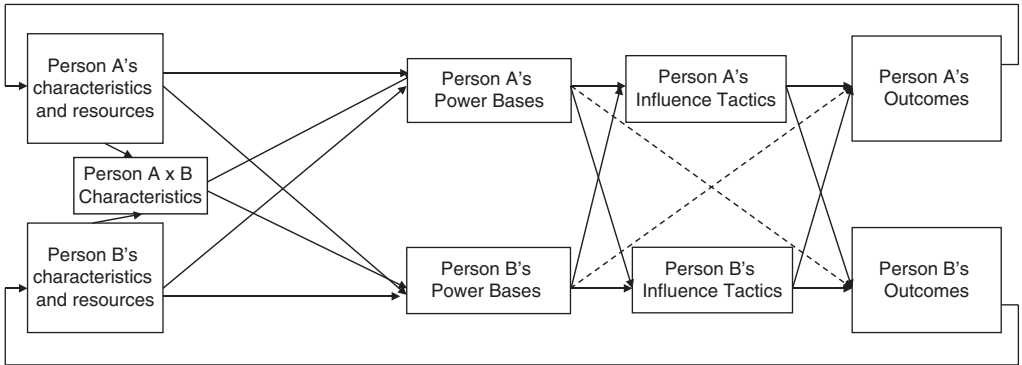 Person A's
characteristics
and resources
Person A x B
Characteristics
Person B's
characteristics
and resources
Person A's
Power Bases
Person B's
Power Bases
Person A's
Influence Tactics
Person B's
Influence Tactics
Person A's
Outcomes
Person B's
Outcomes